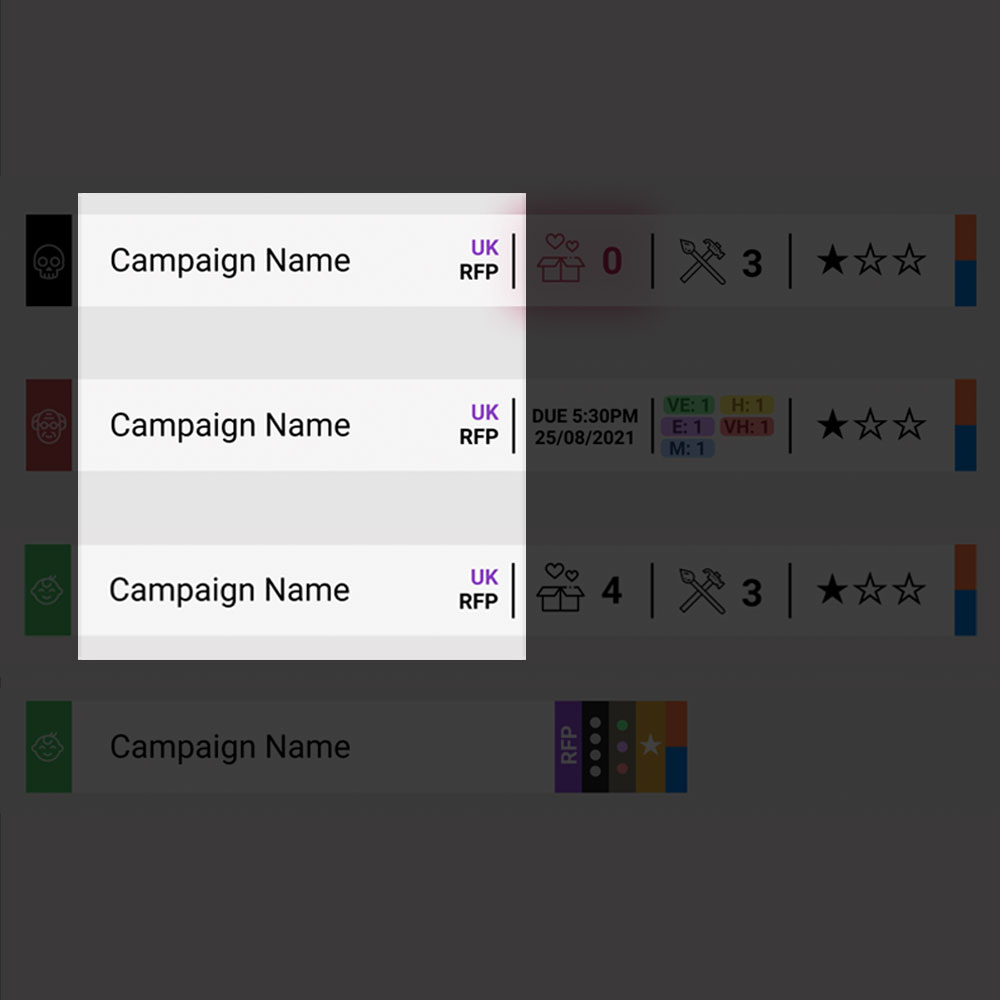 Campaign Name UK
RFP
0 3
Campaign Name UK
RFP
DUE 5:30PM
25/08/2021
VE: 1 H: 1
E: 1 VH: 1
M: 1
Campaign Name UK
RFP
4 3
Campaign Name RFP